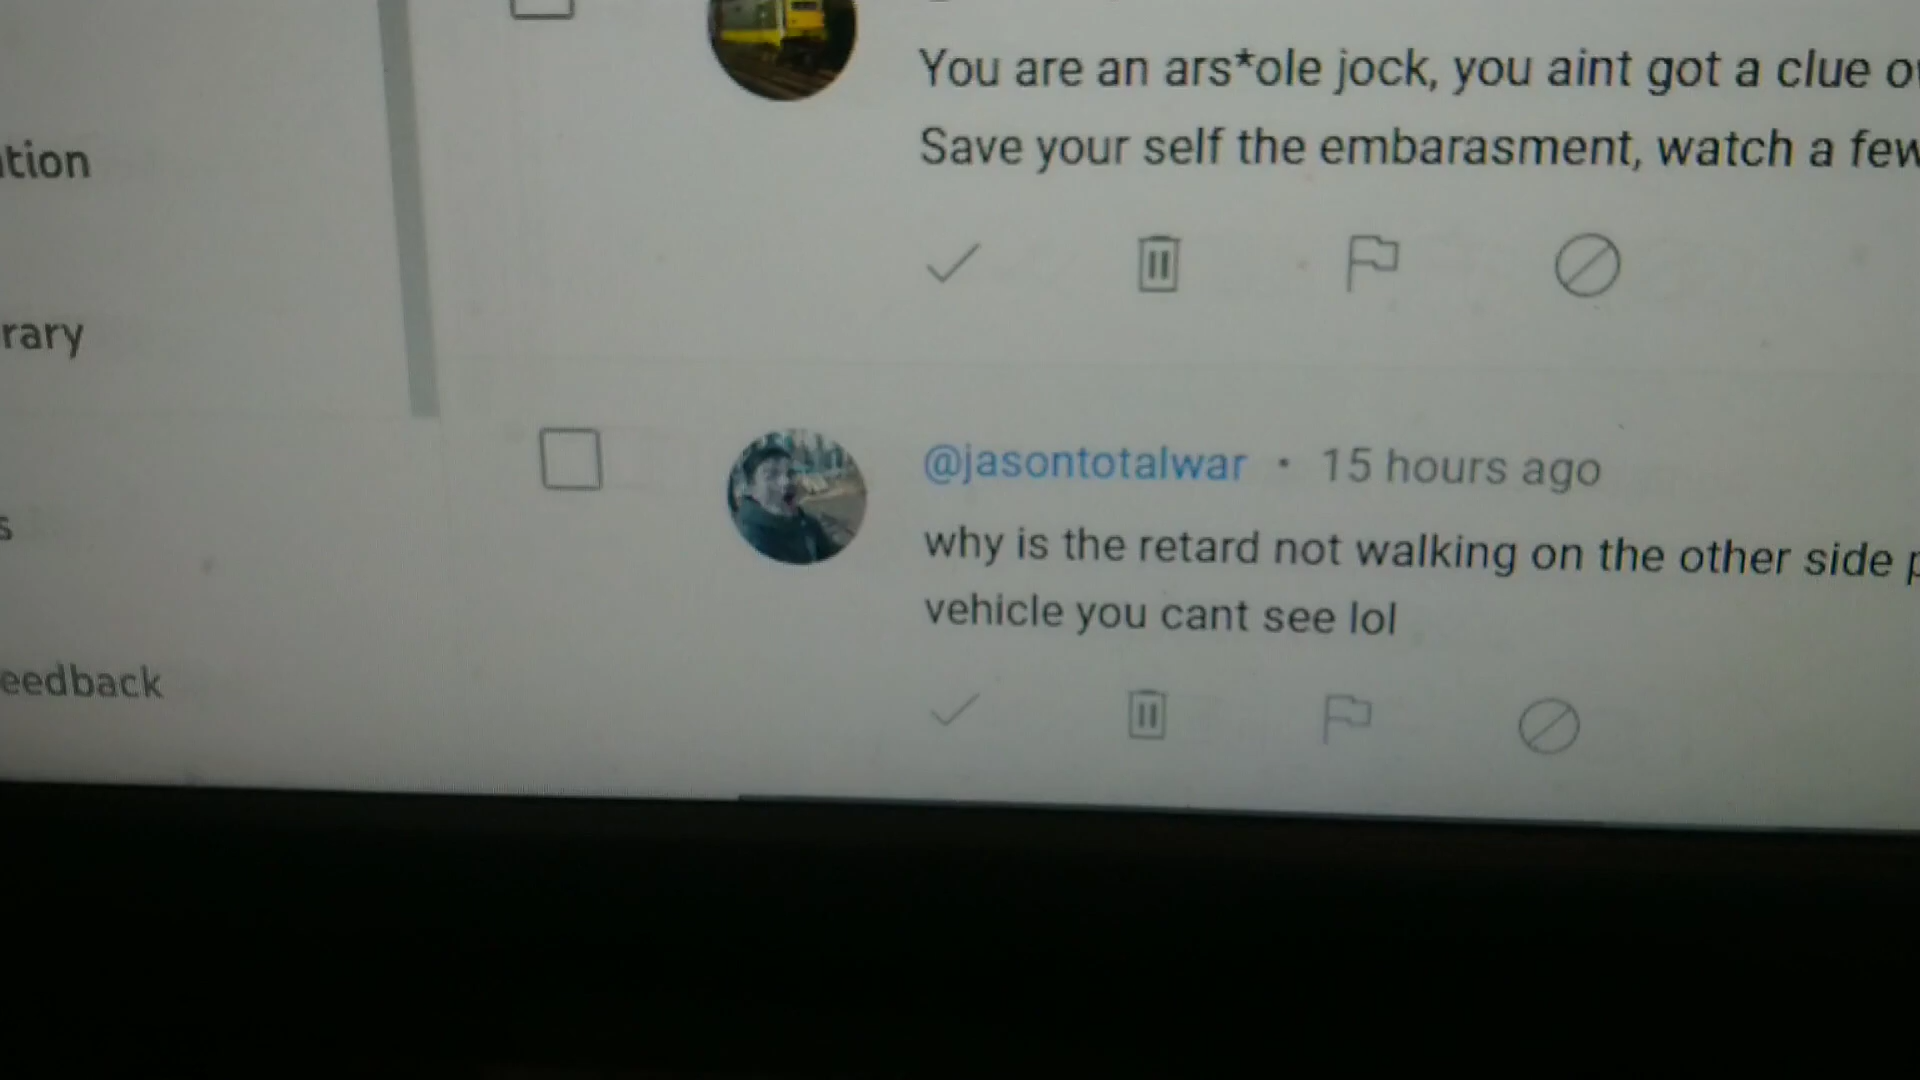 You are an ars*ole jock, you aint got a clue
Save your self the embarasment, watch a few
tion
rary
@jasontotalwar • 15 hours ago
why is the retard not walking on the other side
s
vehicle you cant see lol
eedback